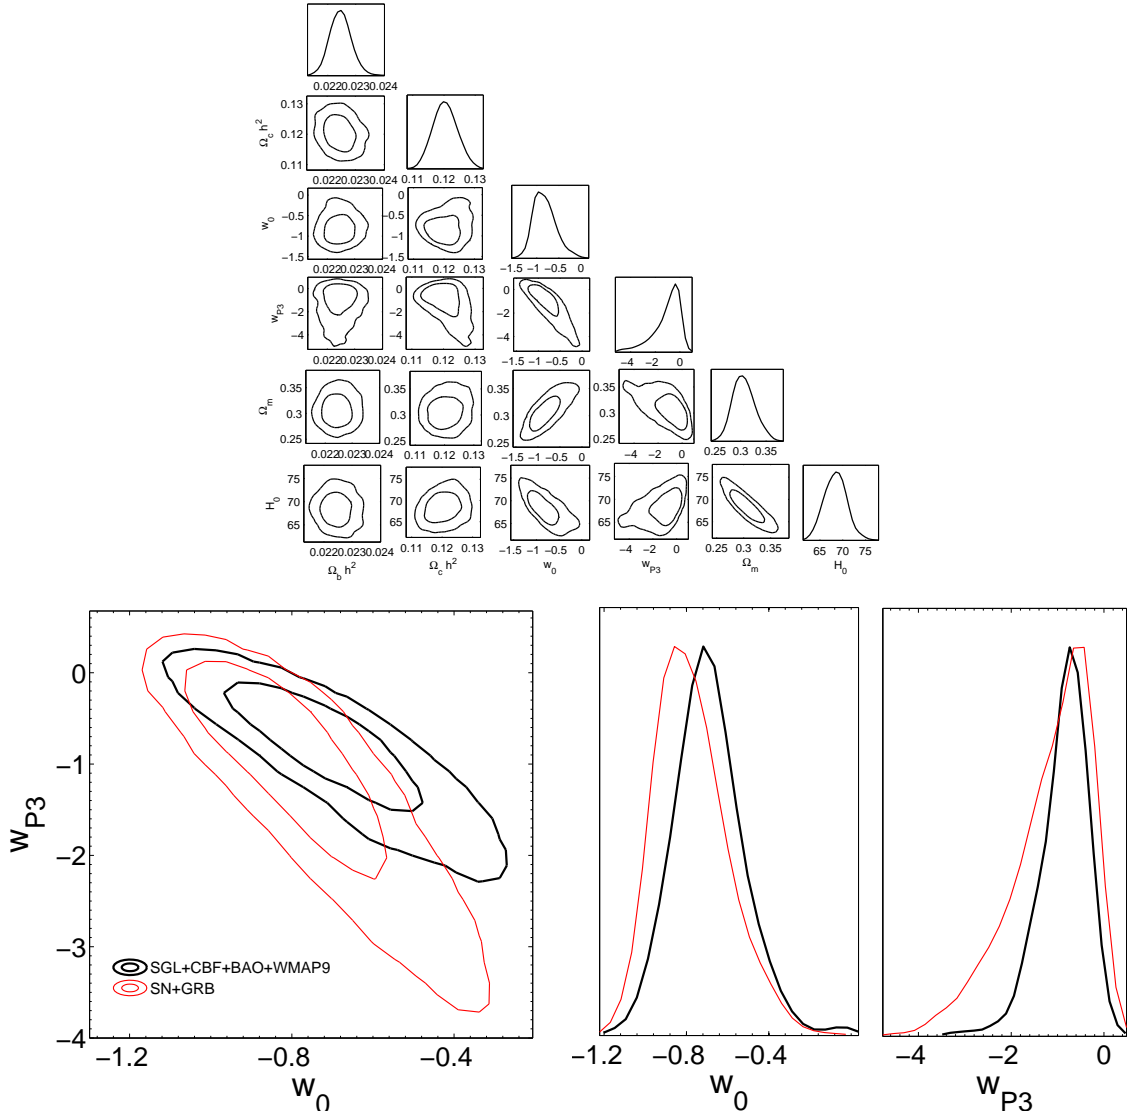 0.0220.0230.024
0.13
0.12
0.11
Ω_c h²
0.0220.0230.024
0.11 0.12 0.13
0
−0.5
−1
−1.5
w_0
0
−0.5
−1
−1.5
0.0220.0230.024
0.11 0.12 0.13
−1.5 −1 −0.5 0
0
−2
−4
w_P3
0
−2
−4
0
−2
−4
0.0220.0230.024
0.11 0.12 0.13
−1.5 −1 −0.5 0
−4 −2 0
0.35
0.3
0.25
Ω_m
0.35
0.3
0.25
0.35
0.3
0.25
0.35
0.3
0.25
0.0220.0230.024
0.11 0.12 0.13
−1.5 −1 −0.5 0
−4 −2 0
0.25 0.3 0.35
75
70
65
H_0
75
70
65
75
70
65
75
70
65
75
70
65
0.0220.0230.024
0.11 0.12 0.13
−1.5 −1 −0.5 0
−4 −2 0
0.25 0.3 0.35
65 70 75
Ω_b h²
Ω_c h²
w_0
w_P3
Ω_m
H_0
0
−1
−2
−3
−4
w_P3
SGL+CBF+BAO+WMAP9
SN+GRB
−1.2 −0.8 −0.4
w_0
−1.2 −0.8 −0.4
w_0
−4 −2 0
w_P3